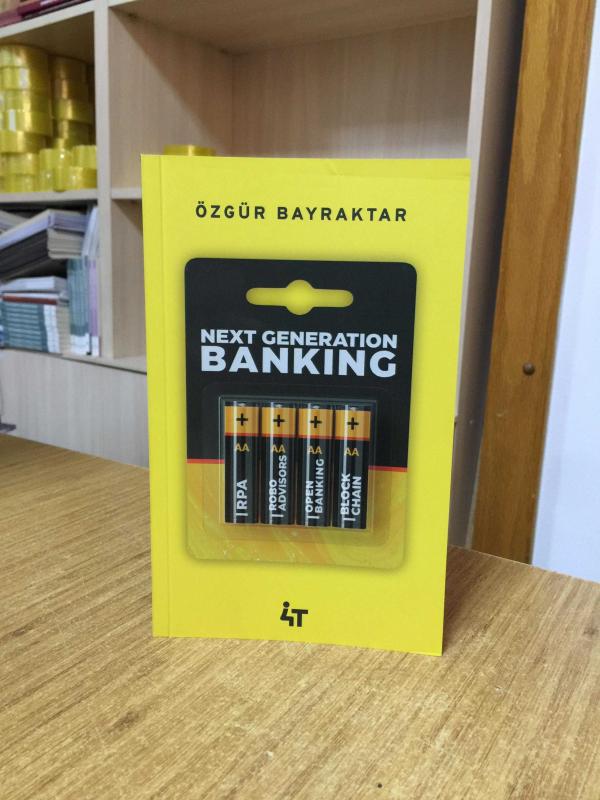 ÖZGÜR BAYRAKTAR
NEXT GENERATION
BANKING
+ + + +
AA AA AA AA
RPA
ROBO
ADVISORS
OPEN
BANKING
BLOCK
CHAIN
4T